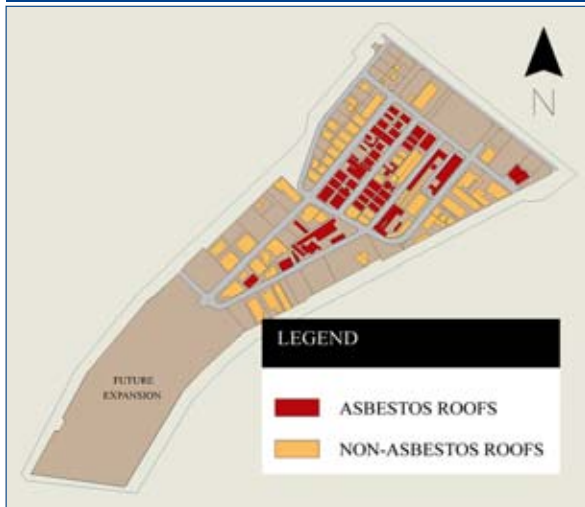 N
FUTURE
EXPANSION
LEGEND
ASBESTOS ROOFS
NON-ASBESTOS ROOFS